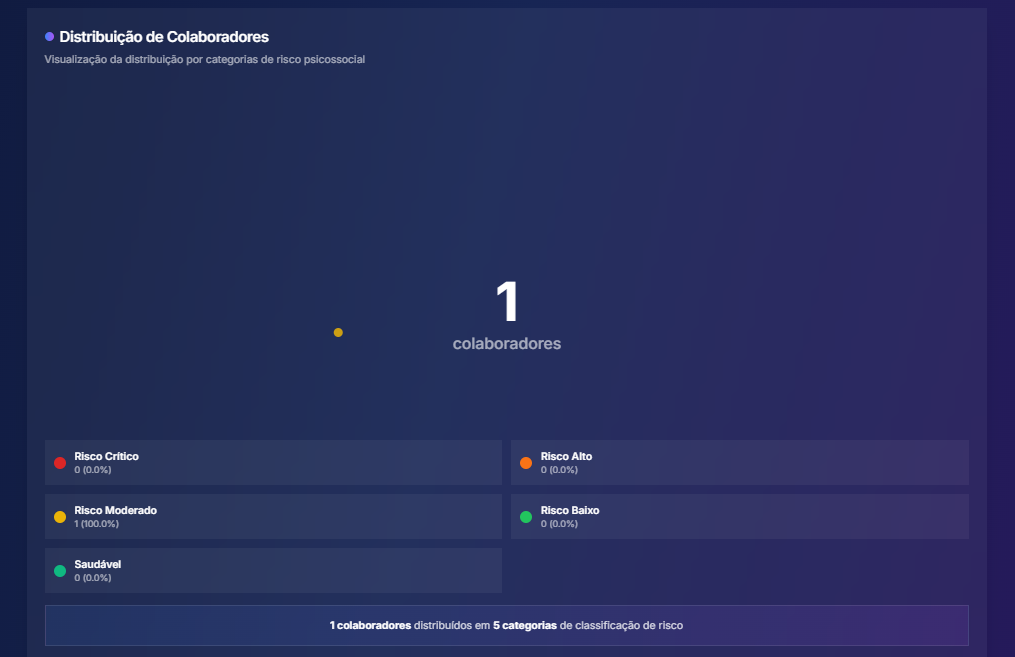 Distribuição de Colaboradores
Visualização da distribuição por categorias de risco psicossocial
1
colaboradores
Risco Crítico
0 (0.0%)
Risco Alto
0 (0.0%)
Risco Moderado
1 (100.0%)
Risco Baixo
0 (0.0%)
Saudável
0 (0.0%)
1 colaboradores distribuídos em 5 categorias de classificação de risco